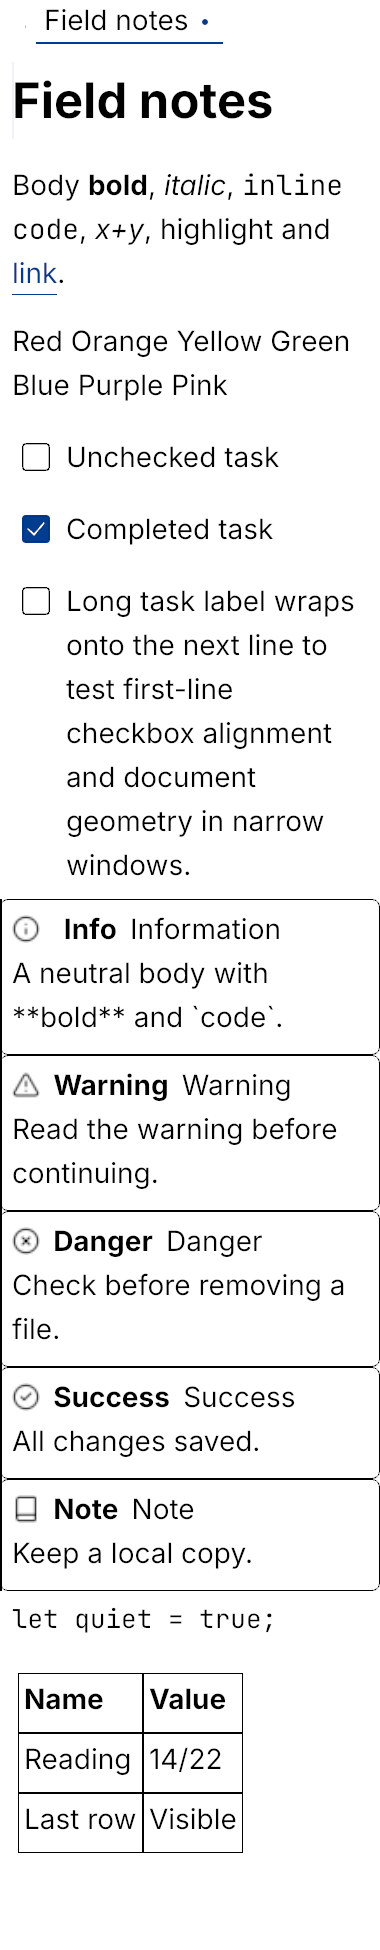 Field notes
Field notes
Body bold, italic, inline
code, x+y, highlight and
link.
Red Orange Yellow Green
Blue Purple Pink
Unchecked task
Completed task
Long task label wraps
onto the next line to
test first-line
checkbox alignment
and document
geometry in narrow
windows.
Info Information
A neutral body with
**bold** and `code`.
Warning Warning
Read the warning before
continuing.
Danger Danger
Check before removing a
file.
Success Success
All changes saved.
Note Note
Keep a local copy.
let quiet = true;
Name Value
Reading 14/22
Last row Visible